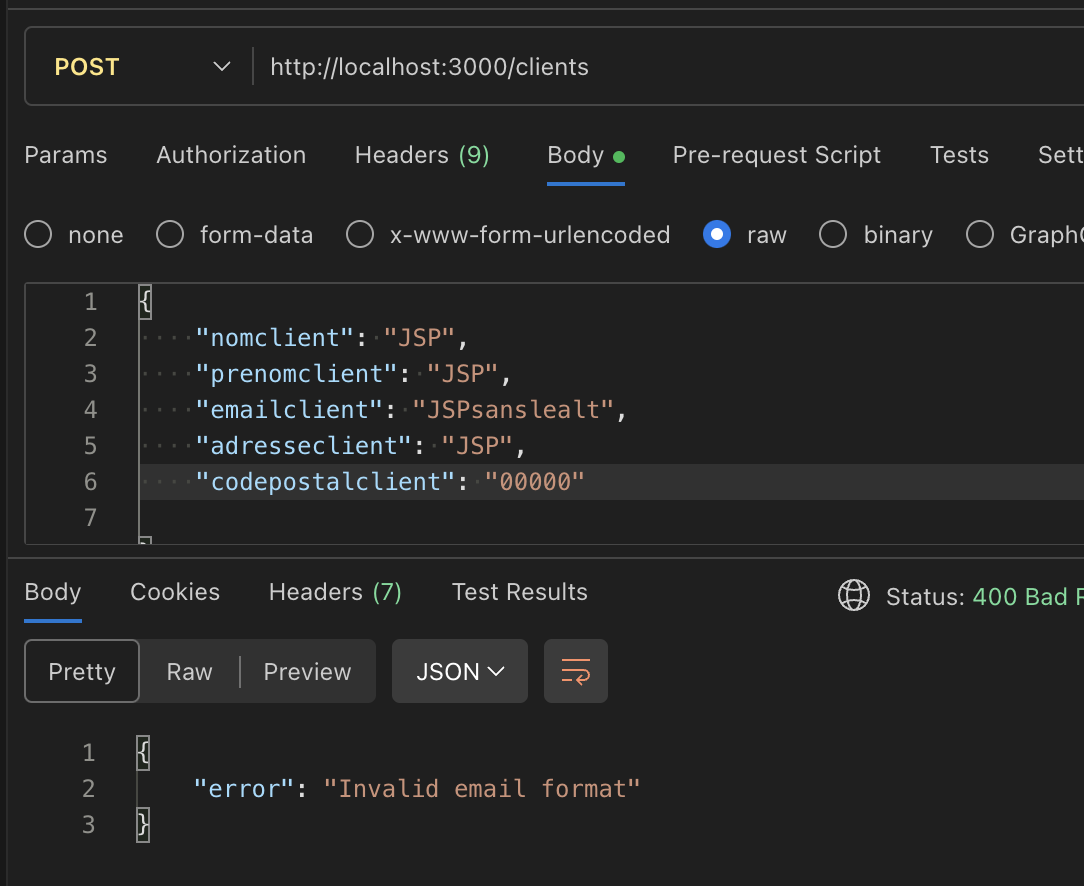 POST http://localhost:3000/clients
Params Authorization Headers (9) Body Pre-request Script Tests Sett
none form-data x-www-form-urlencoded raw binary Graph
1 {
2 "nomclient": "JSP",
3 "prenomclient": "JSP",
4 "emailclient": "JSPsanslealt",
5 "adresseclient": "JSP",
6 "codepostalclient": "00000"
7
Body Cookies Headers (7) Test Results Status: 400 Bad
Pretty Raw Preview JSON
1 {
2 "error": "Invalid email format"
3 }